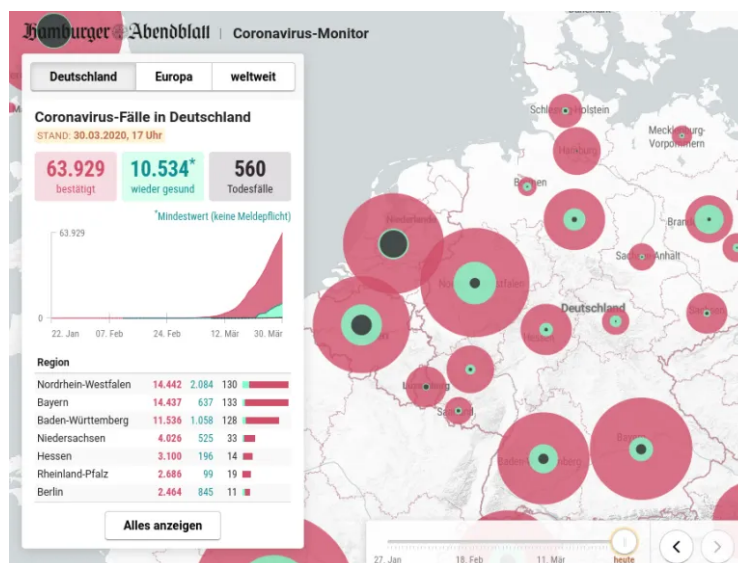 Hamburger Abendblatt | Coronavirus-Monitor
Deutschland Europa weltweit
Coronavirus-Fälle in Deutschland
STAND: 30.03.2020, 17 Uhr
63.929 10.534* 560
bestätigt wieder gesund Todesfälle
*Mindestwert (keine Meldepflicht)
63.929
0
22. Jan 07. Feb 24. Feb 12. Mär 30. Mär
Region
Nordrhein-Westfalen 14.442 2.084 130
Bayern 14.437 637 133
Baden-Württemberg 11.536 1.058 128
Niedersachsen 4.026 525 33
Hessen 3.100 196 14
Rheinland-Pfalz 2.686 99 19
Berlin 2.464 845 11
Alles anzeigen
Schleswig-Holstein
Mecklenburg-
Vorpommern
Hamburg
Bremen
Niederlande
Sachsen-Anhalt
Deutschland
Hessen
Sachsen
Luxemburg
Saarland
27. Jan 18. Feb 11. Mär heute